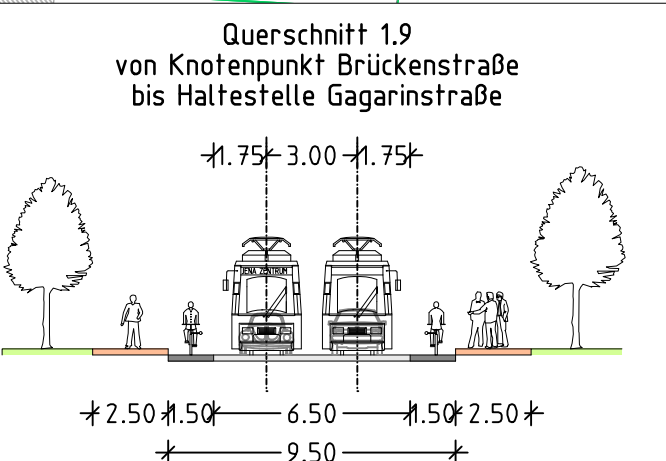 Querschnitt 1.9
von Knotenpunkt Brückenstraße
bis Haltestelle Gagarinstraße
1.75 3.00 1.75
JENA ZENTRUM
2.50 1.50 6.50 1.50 2.50
9.50